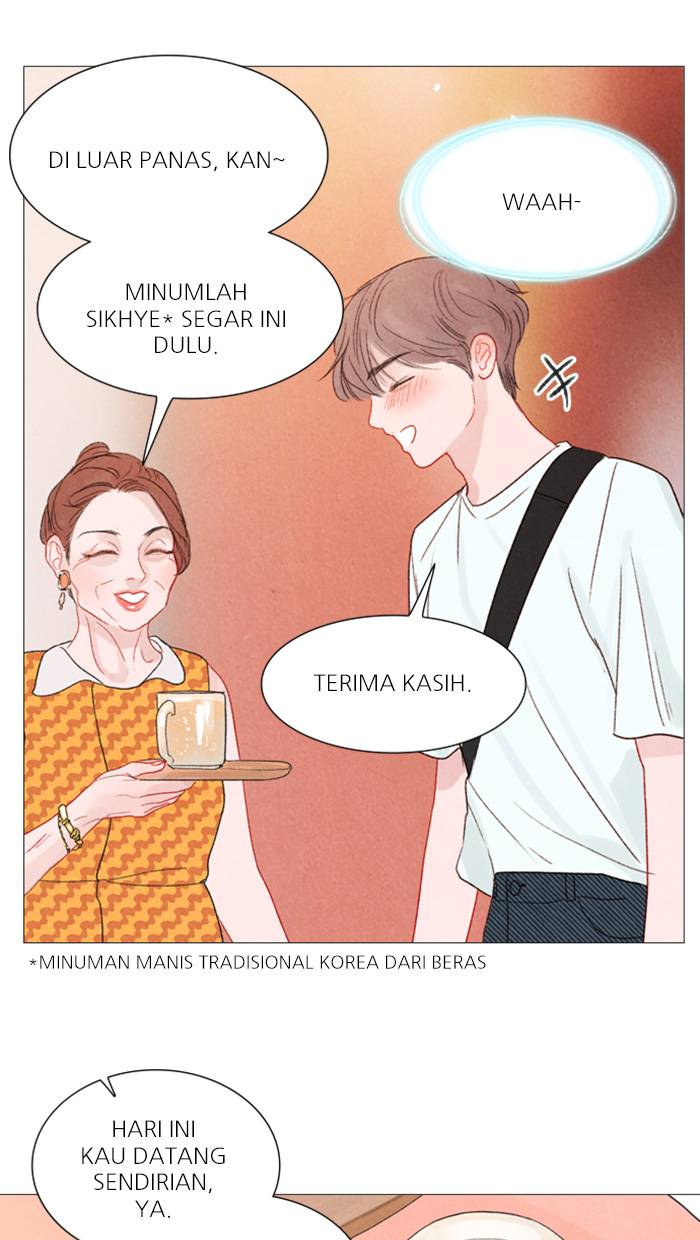 DI LUAR PANAS, KAN~
WAAH-
MINUMLAH
SIKHYE* SEGAR INI
DULU.
TERIMA KASIH.
*MINUMAN MANIS TRADISIONAL KOREA DARI BERAS
HARI INI
KAU DATANG
SENDIRIAN,
YA.